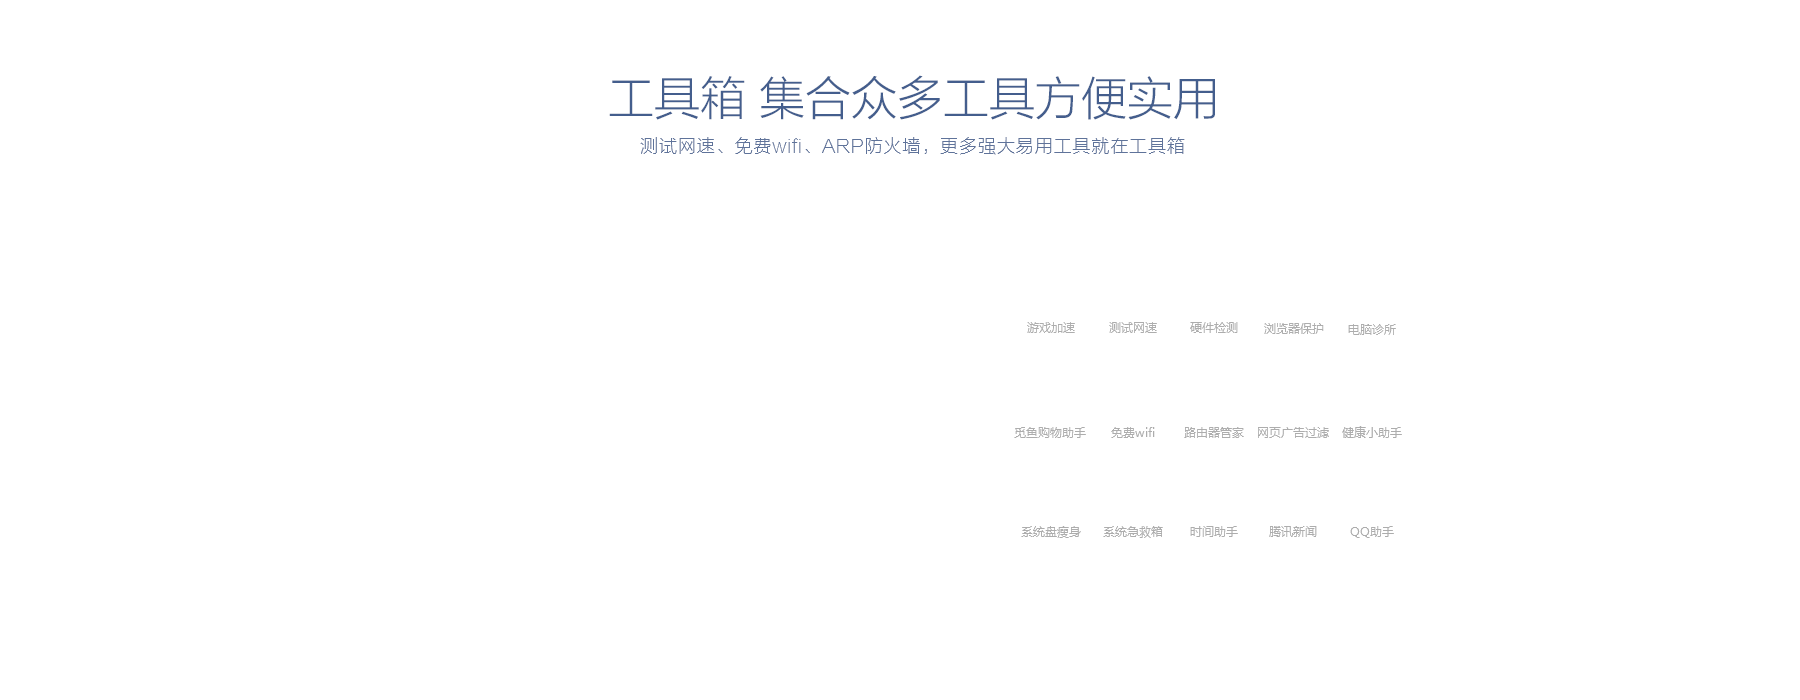 工具箱 集合众多工具方便实用
测试网速、免费wifi、ARP防火墙，更多强大易用工具就在工具箱
游戏加速 测试网速 硬件检测 浏览器保护 电脑诊所
觅鱼购物助手 免费wifi 路由器管家 网页广告过滤 健康小助手
系统盘瘦身 系统急救箱 时间助手 腾讯新闻 QQ助手